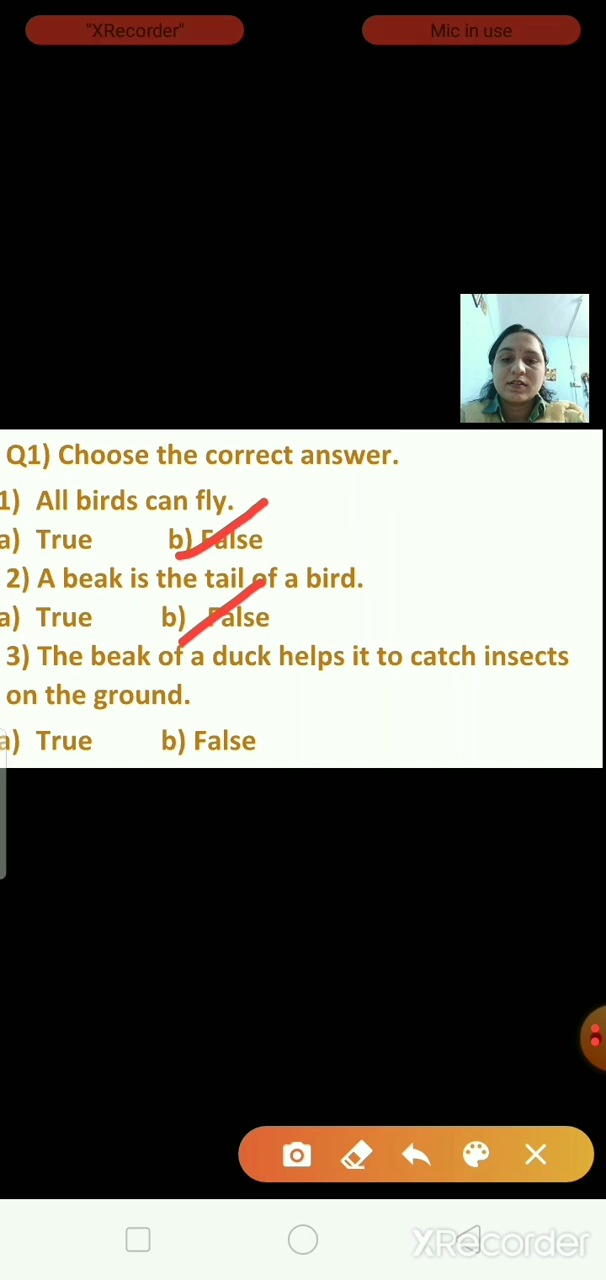 "XRecorder" Mic in use
Q1) Choose the correct answer.
1) All birds can fly.
a) True b) False
2) A beak is the tail of a bird.
a) True b) False
3) The beak of a duck helps it to catch insects
on the ground.
a) True b) False
XRecorder